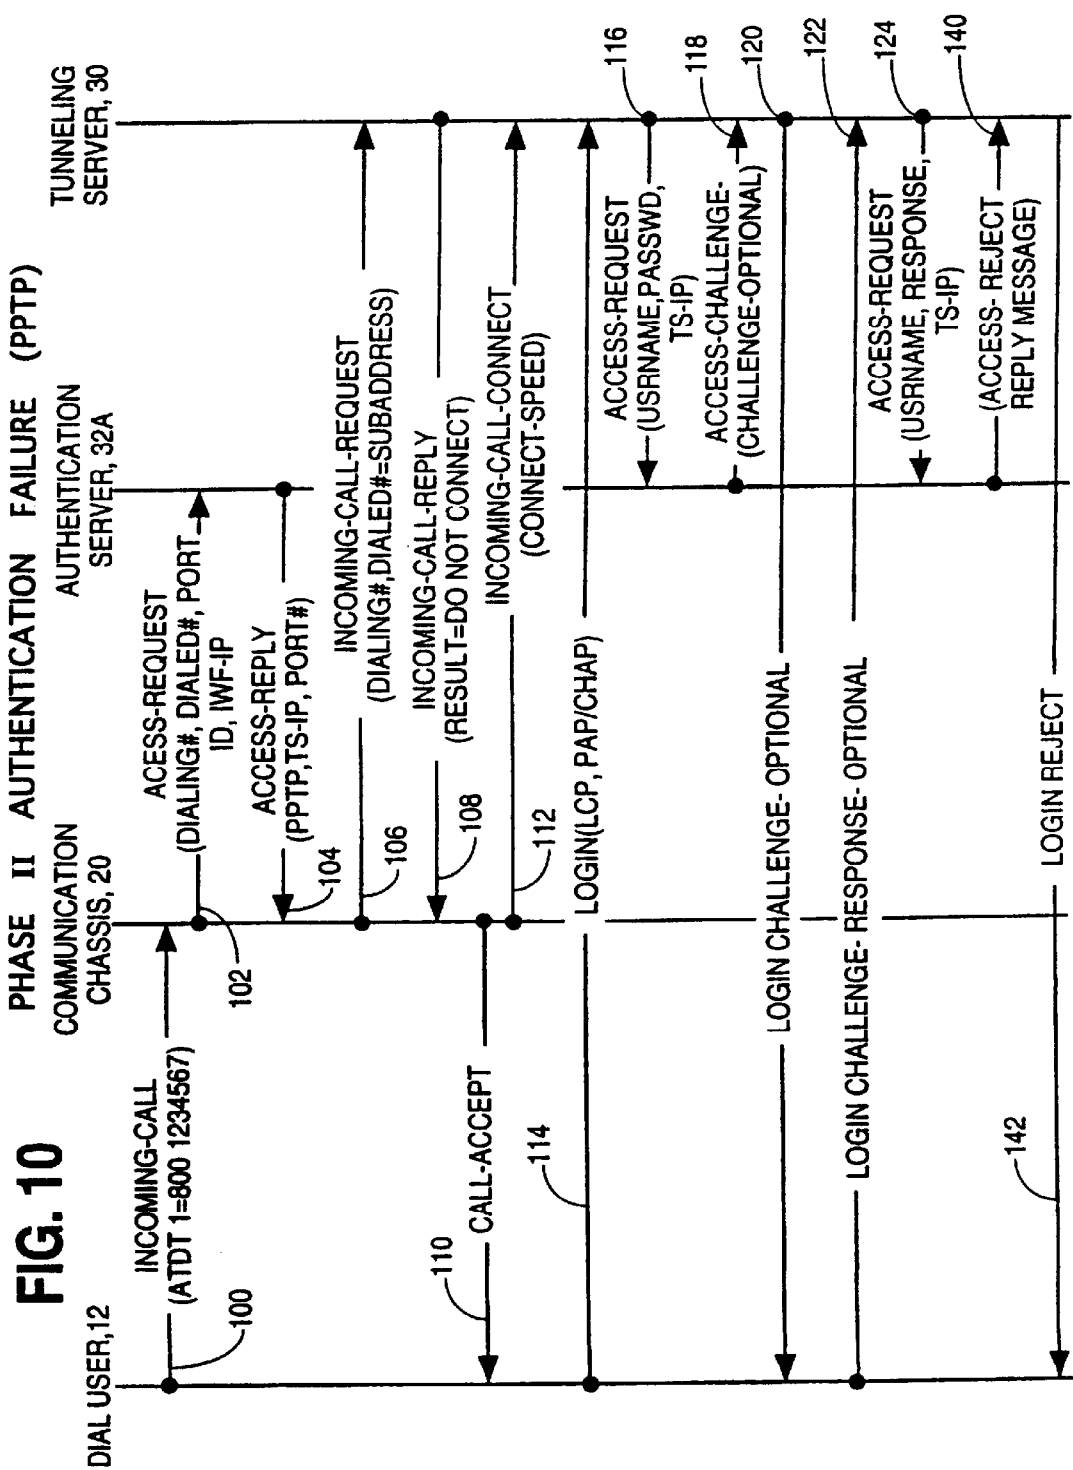 FIG. 10
PHASE II AUTHENTICATION FAILURE (PPTP)
DIAL USER,12
COMMUNICATION
CHASSIS, 20
AUTHENTICATION
SERVER, 32A
TUNNELING
SERVER, 30
INCOMING-CALL
(ATDT 1=800 1234567)
100
ACESS-REQUEST
(DIALING#, DIALED#, PORT
ID, IWF-IP
102
ACCESS-REPLY
(PPTP,TS-IP, PORT#)
104
INCOMING-CALL-REQUEST
(DIALING#,DIALED#=SUBADDRESS)
106
INCOMING-CALL-REPLY
(RESULT=DO NOT CONNECT)
108
110
CALL-ACCEPT
INCOMING-CALL-CONNECT
(CONNECT-SPEED)
112
114
LOGIN(LCP, PAP/CHAP)
ACCESS-REQUEST
(USRNAME,PASSWD,
TS-IP)
116
ACCESS-CHALLENGE-
(CHALLENGE-OPTIONAL)
118
LOGIN CHALLENGE- OPTIONAL
120
LOGIN CHALLENGE- RESPONSE- OPTIONAL
122
ACCESS-REQUEST
(USRNAME, RESPONSE,
TS-IP)
124
(ACCESS- REJECT
REPLY MESSAGE)
140
142
LOGIN REJECT